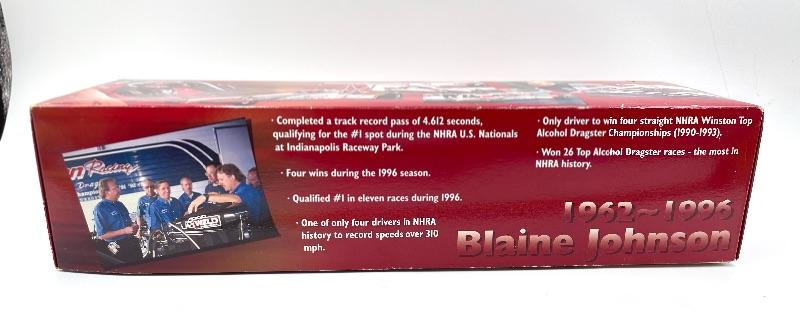 Racing
WELD
· Completed a track record pass of 4.612 seconds,
qualifying for the #1 spot during the NHRA U.S. Nationals
at Indianapolis Raceway Park.
· Four wins during the 1996 season.
· Qualified #1 in eleven races during 1996.
· One of only four drivers in NHRA
history to record speeds over 310
mph.
· Only driver to win four straight NHRA Winston Top
Alcohol Dragster Championships (1990-1993).
· Won 26 Top Alcohol Dragster races - the most in
NHRA history.
1962~1996
Blaine Johnson